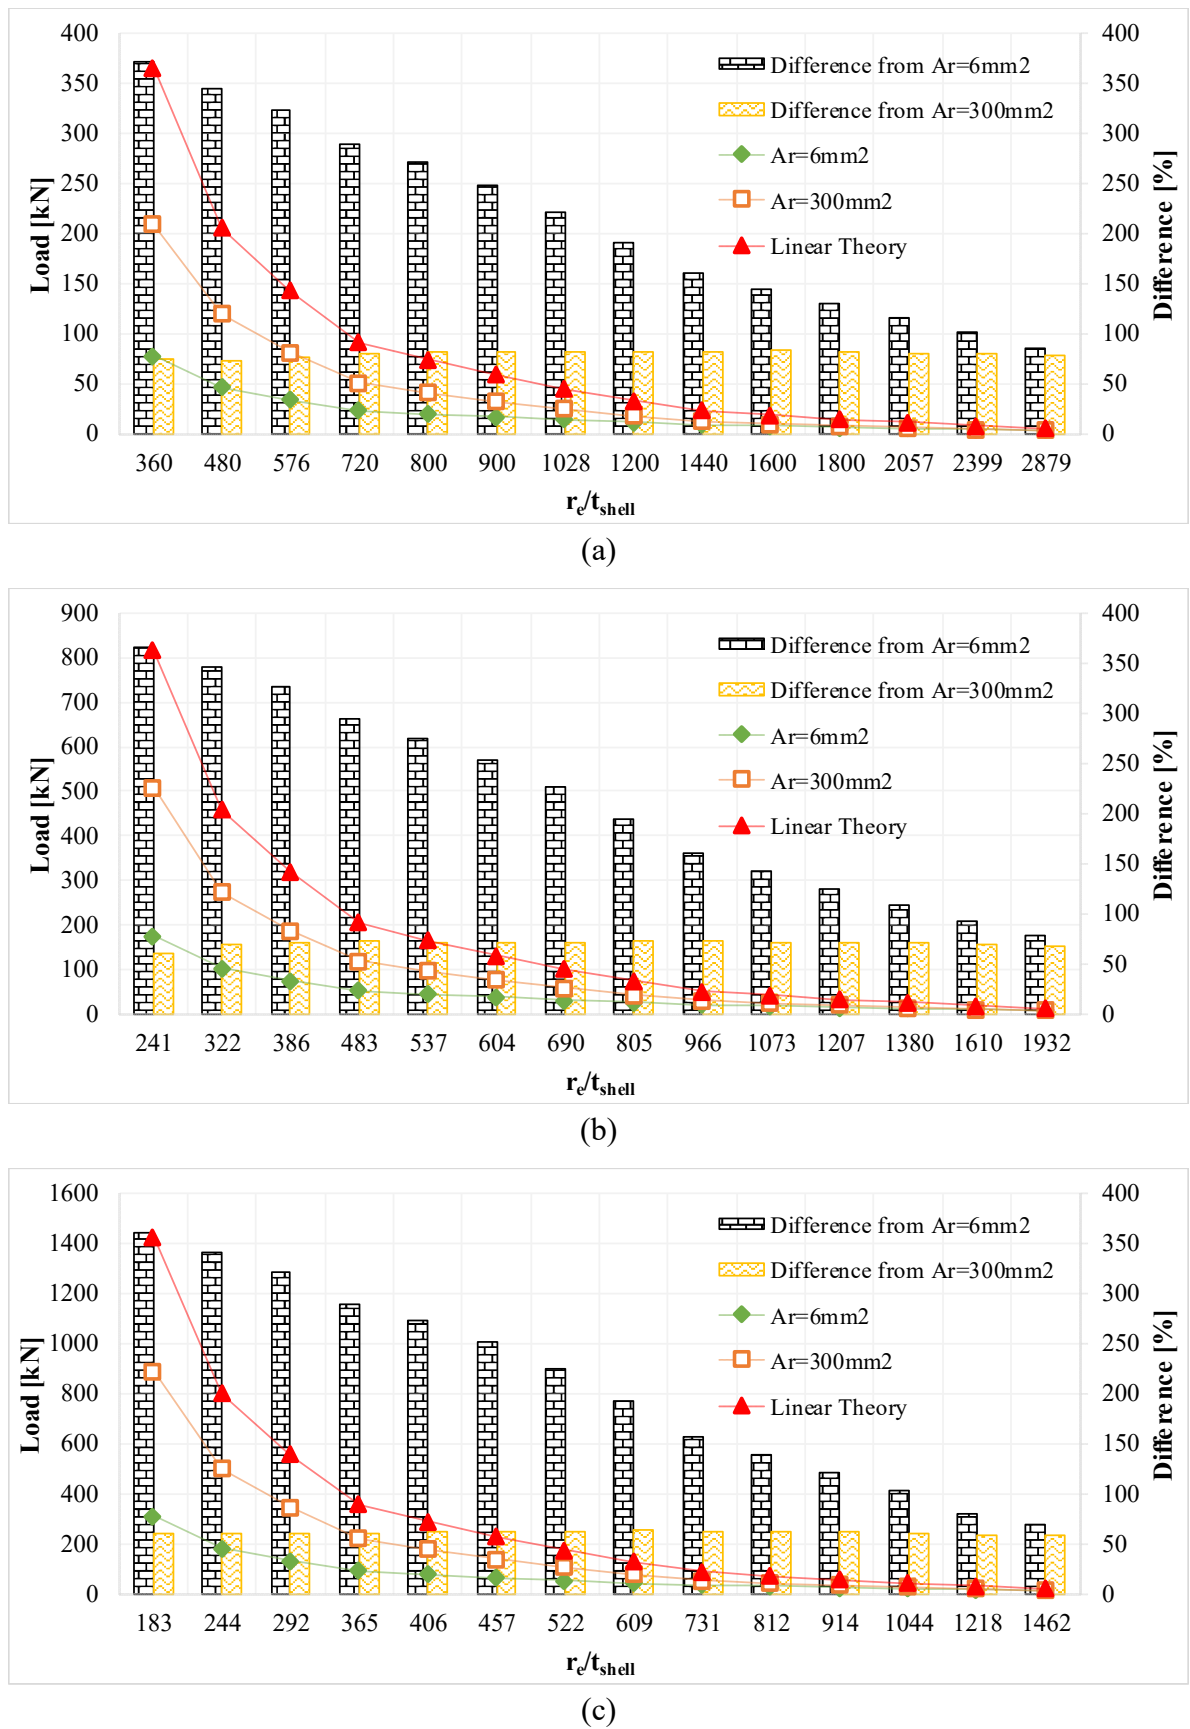 400
350
300
250
200
150
100
50
0
Load [kN]
Difference from Ar=6mm2
Difference from Ar=300mm2
Ar=6mm2
Ar=300mm2
Linear Theory
400
350
300
250
200
150
100
50
0
Difference [%]
360 480 576 720 800 900 1028 1200 1440 1600 1800 2057 2399 2879
re/tshell
(a)
900
800
700
600
500
400
300
200
100
0
Load [kN]
Difference from Ar=6mm2
Difference from Ar=300mm2
Ar=6mm2
Ar=300mm2
Linear Theory
400
350
300
250
200
150
100
50
0
Difference [%]
241 322 386 483 537 604 690 805 966 1073 1207 1380 1610 1932
re/tshell
(b)
1600
1400
1200
1000
800
600
400
200
0
Load [kN]
Difference from Ar=6mm2
Difference from Ar=300mm2
Ar=6mm2
Ar=300mm2
Linear Theory
400
350
300
250
200
150
100
50
0
Difference [%]
183 244 292 365 406 457 522 609 731 812 914 1044 1218 1462
re/tshell
(c)